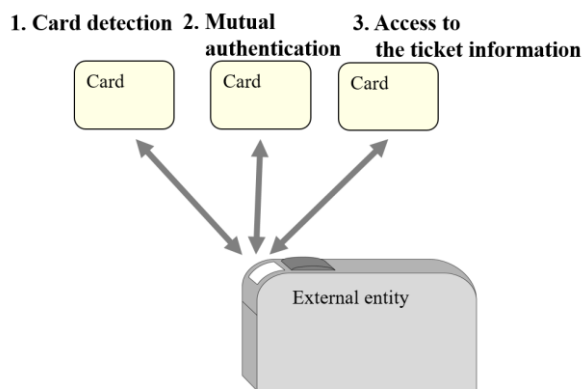 1. Card detection
2. Mutual
authentication
3. Access to
the ticket information
Card
Card
Card
External entity